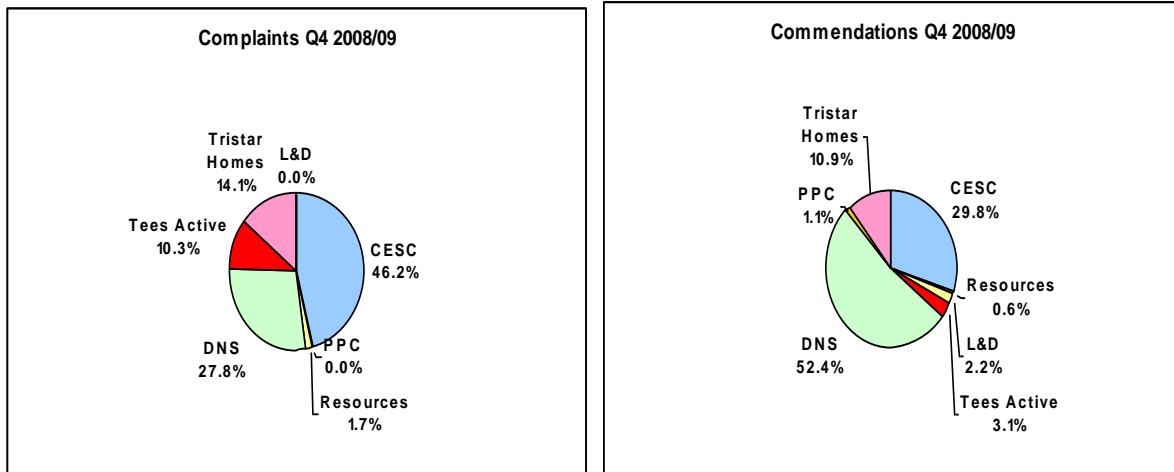 Complaints Q4 2008/09
Tristar
Homes
14.1%
L&D
0.0%
Tees Active
10.3%
CESC
46.2%
DNS
27.8%
PPC
0.0%
Resources
1.7%
Commendations Q4 2008/09
Tristar
Homes
10.9%
PPC
1.1%
CESC
29.8%
Resources
0.6%
DNS
52.4%
L&D
2.2%
Tees Active
3.1%